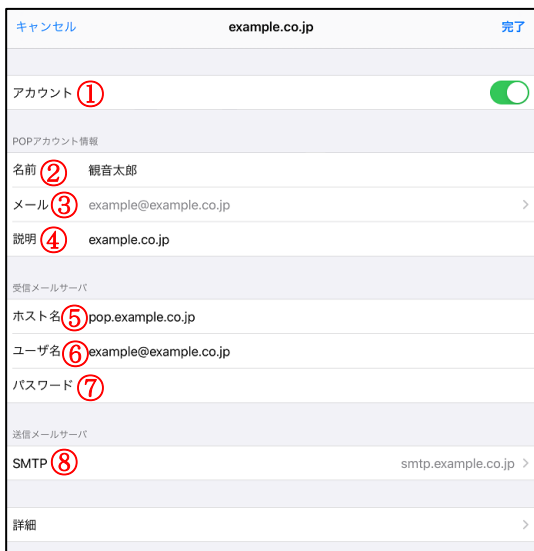 キャンセル example.co.jp 完了
アカウント ①
POPアカウント情報
名前 ② 観音太郎
メール ③ example@example.co.jp
説明 ④ example.co.jp
受信メールサーバ
ホスト名 ⑤ pop.example.co.jp
ユーザ名 ⑥ example@example.co.jp
パスワード ⑦
送信メールサーバ
SMTP ⑧ smtp.example.co.jp
詳細